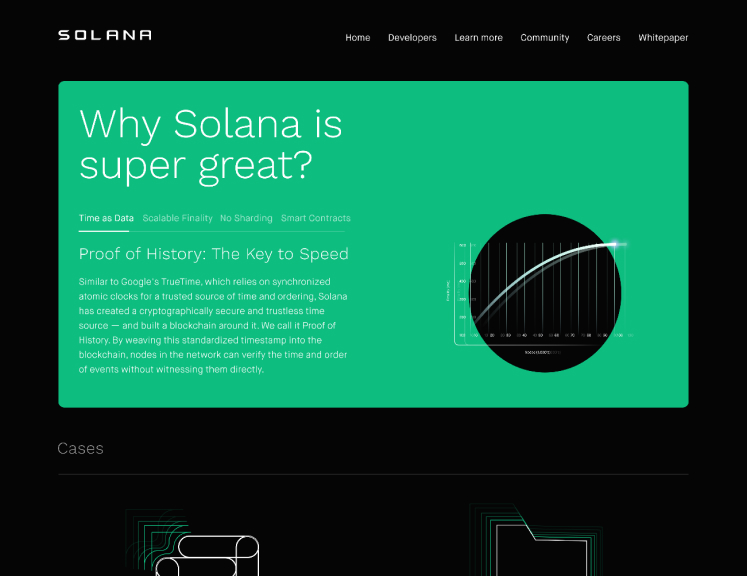 SOLANA
Home Developers Learn more Community Careers Whitepaper
Why Solana is
super great?
Time as Data Scalable Finality No Sharding Smart Contracts
Proof of History: The Key to Speed
Similar to Google's TrueTime, which relies on synchronized
atomic clocks for a trusted source of time and ordering, Solana
has created a cryptographically secure and trustless time
source — and built a blockchain around it. We call it Proof of
History. By weaving this standardized timestamp into the
blockchain, nodes in the network can verify the time and order
of events without witnessing them directly.
Cases